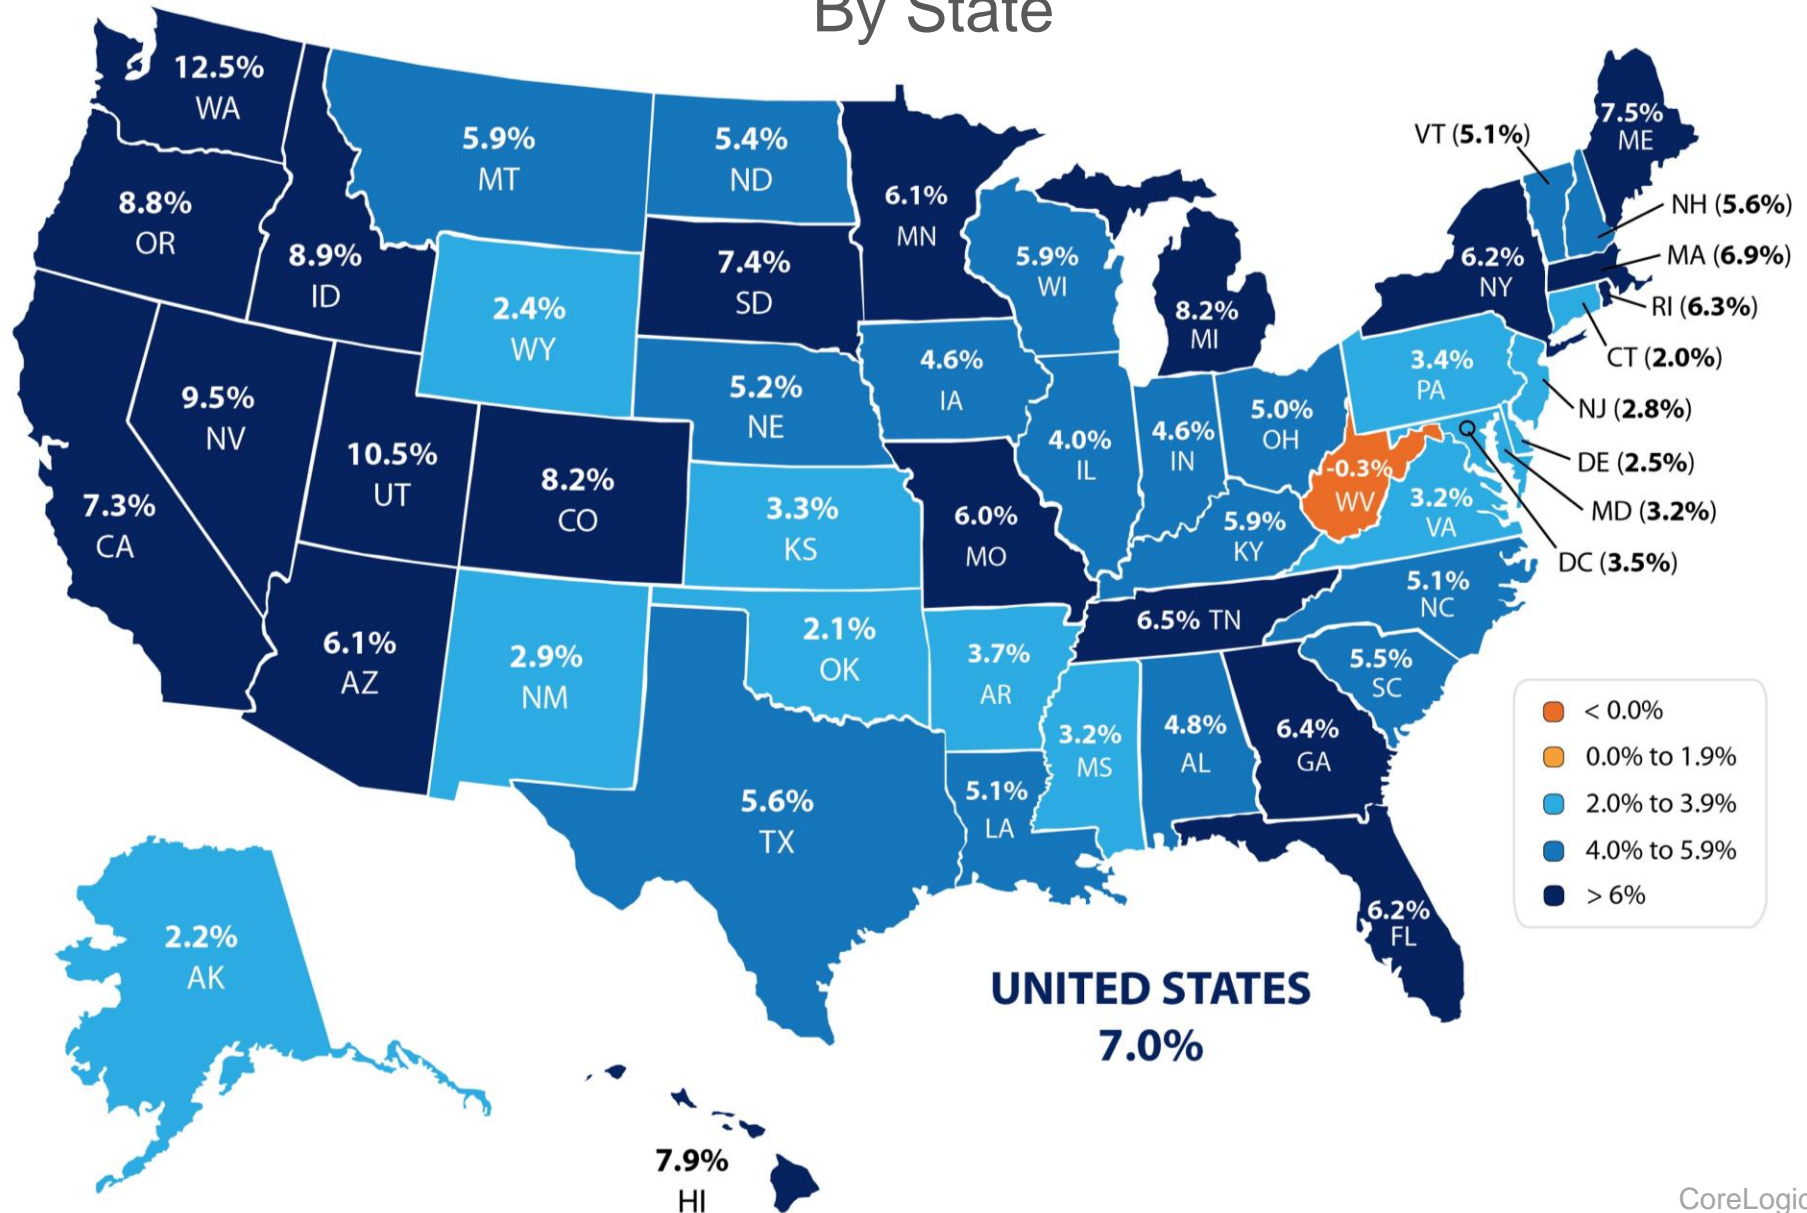 By State
12.5%
WA
8.8%
OR
8.9%
ID
5.9%
MT
5.4%
ND
6.1%
MN
7.4%
SD
2.4%
WY
9.5%
NV
7.3%
CA
10.5%
UT
8.2%
CO
5.2%
NE
4.6%
IA
5.9%
WI
8.2%
MI
4.0%
IL
4.6%
IN
5.0%
OH
3.4%
PA
6.2%
NY
7.5%
ME
VT (5.1%)
NH (5.6%)
MA (6.9%)
RI (6.3%)
CT (2.0%)
NJ (2.8%)
DE (2.5%)
MD (3.2%)
DC (3.5%)
-0.3%
WV
3.2%
VA
5.9%
KY
3.3%
KS
6.0%
MO
6.5% TN
5.1%
NC
5.5%
SC
6.1%
AZ
2.9%
NM
2.1%
OK
3.7%
AR
3.2%
MS
4.8%
AL
6.4%
GA
5.6%
TX
5.1%
LA
6.2%
FL
2.2%
AK
7.9%
HI
UNITED STATES
7.0%
< 0.0%
0.0% to 1.9%
2.0% to 3.9%
4.0% to 5.9%
> 6%
CoreLogic